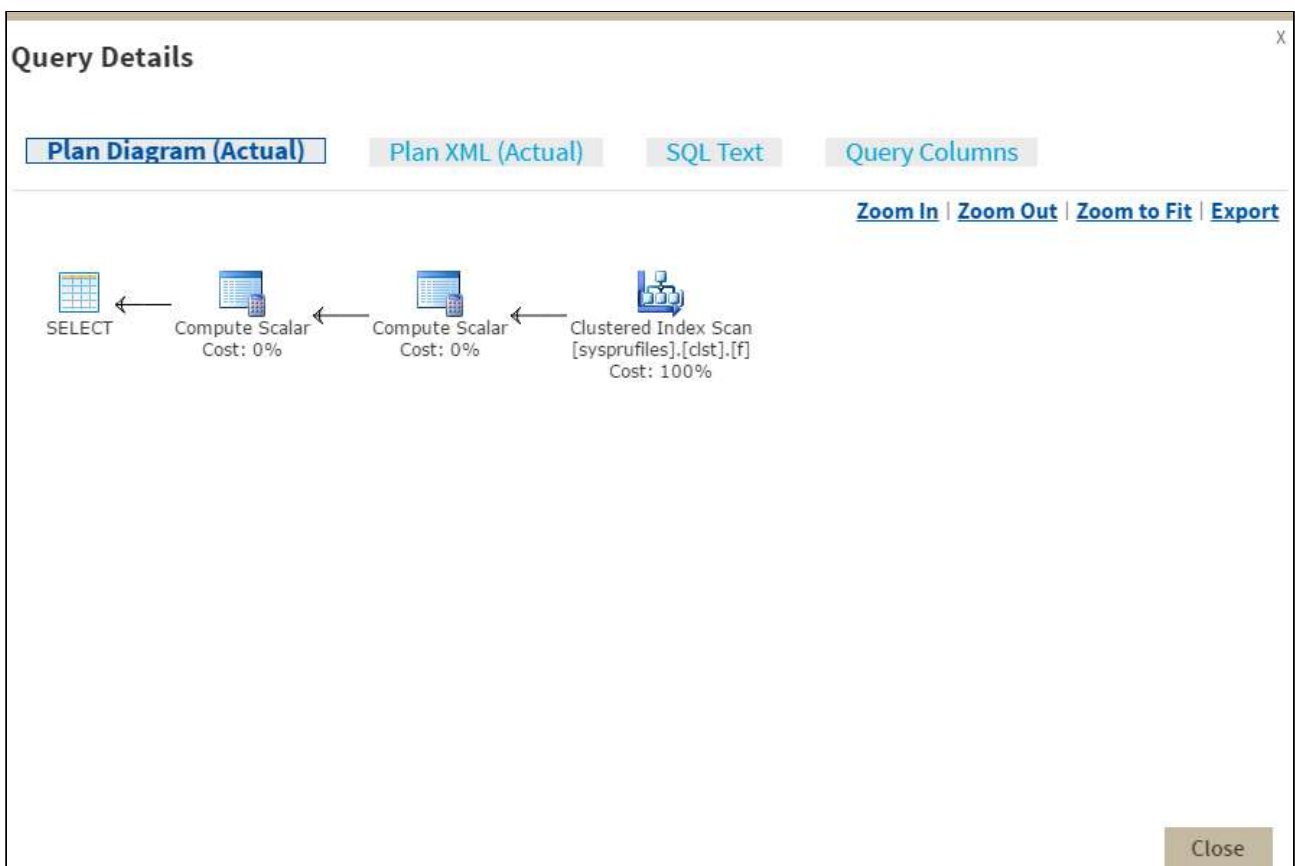 X
Query Details
Plan Diagram (Actual) Plan XML (Actual) SQL Text Query Columns
Zoom In | Zoom Out | Zoom to Fit | Export
SELECT
Compute Scalar
Cost: 0%
Compute Scalar
Cost: 0%
Clustered Index Scan
[sysprufiles].[clst].[f]
Cost: 100%
Close